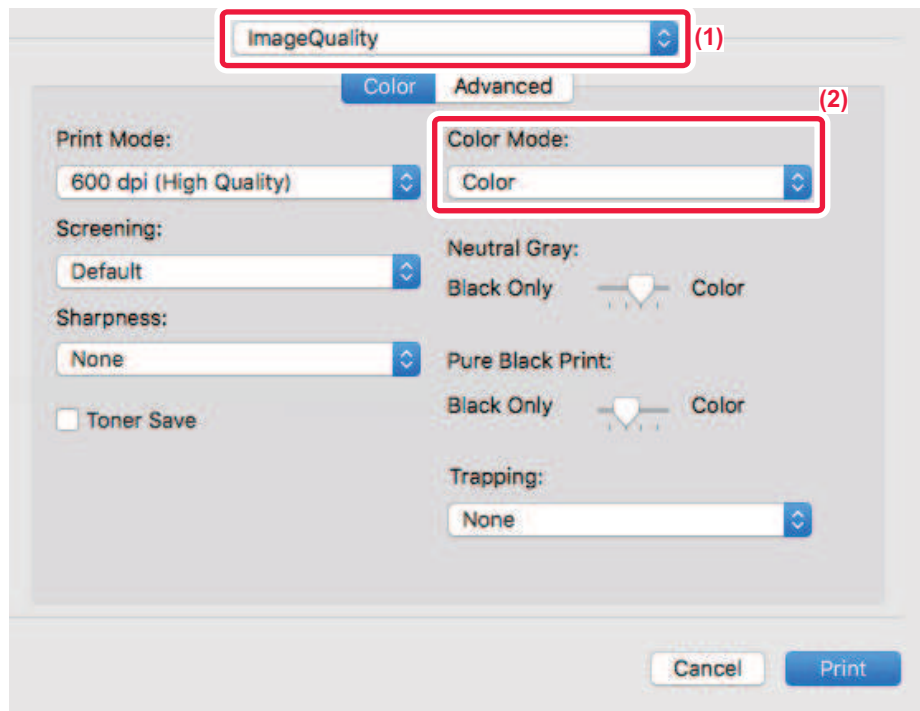 ImageQuality
(1)
Color Advanced
(2)
Print Mode:
600 dpi (High Quality)
Screening:
Default
Sharpness:
None
Toner Save
Color Mode:
Color
Neutral Gray:
Black Only Color
Pure Black Print:
Black Only Color
Trapping:
None
Cancel Print